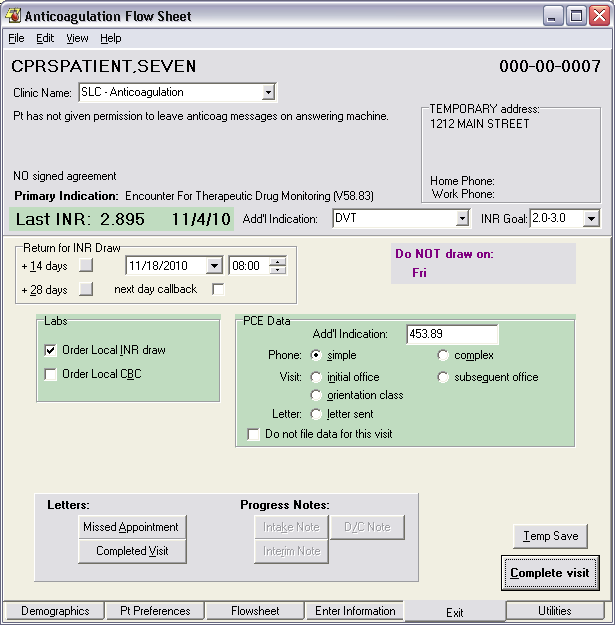 Anticoagulation Flow Sheet
File Edit View Help
CPRSPATIENT,SEVEN 000-00-0007
Clinic Name: SLC - Anticoagulation
Pt has not given permission to leave anticoag messages on answering machine.
TEMPORARY address:
1212 MAIN STREET
Home Phone:
Work Phone:
NO signed agreement
Primary Indication: Encounter For Therapeutic Drug Monitoring (V58.83)
Last INR: 2.895 11/4/10 Add'l Indication: DVT INR Goal: 2.0-3.0
Return for INR Draw
+ 14 days 11/18/2010 08:00
+ 28 days next day callback
Do NOT draw on:
Fri
Labs
Order Local INR draw
Order Local CBC
PCE Data
Add'l Indication: 453.89
Phone: simple complex
Visit: initial office subseguent office
orientation class
Letter: letter sent
Do not file data for this visit
Letters:
Missed Appointment
Completed Visit
Progress Notes:
Intake Note D/C Note
Interim Note
Temp Save
Complete visit
Demographics Pt Preferences Flowsheet Enter Information Exit Utilities